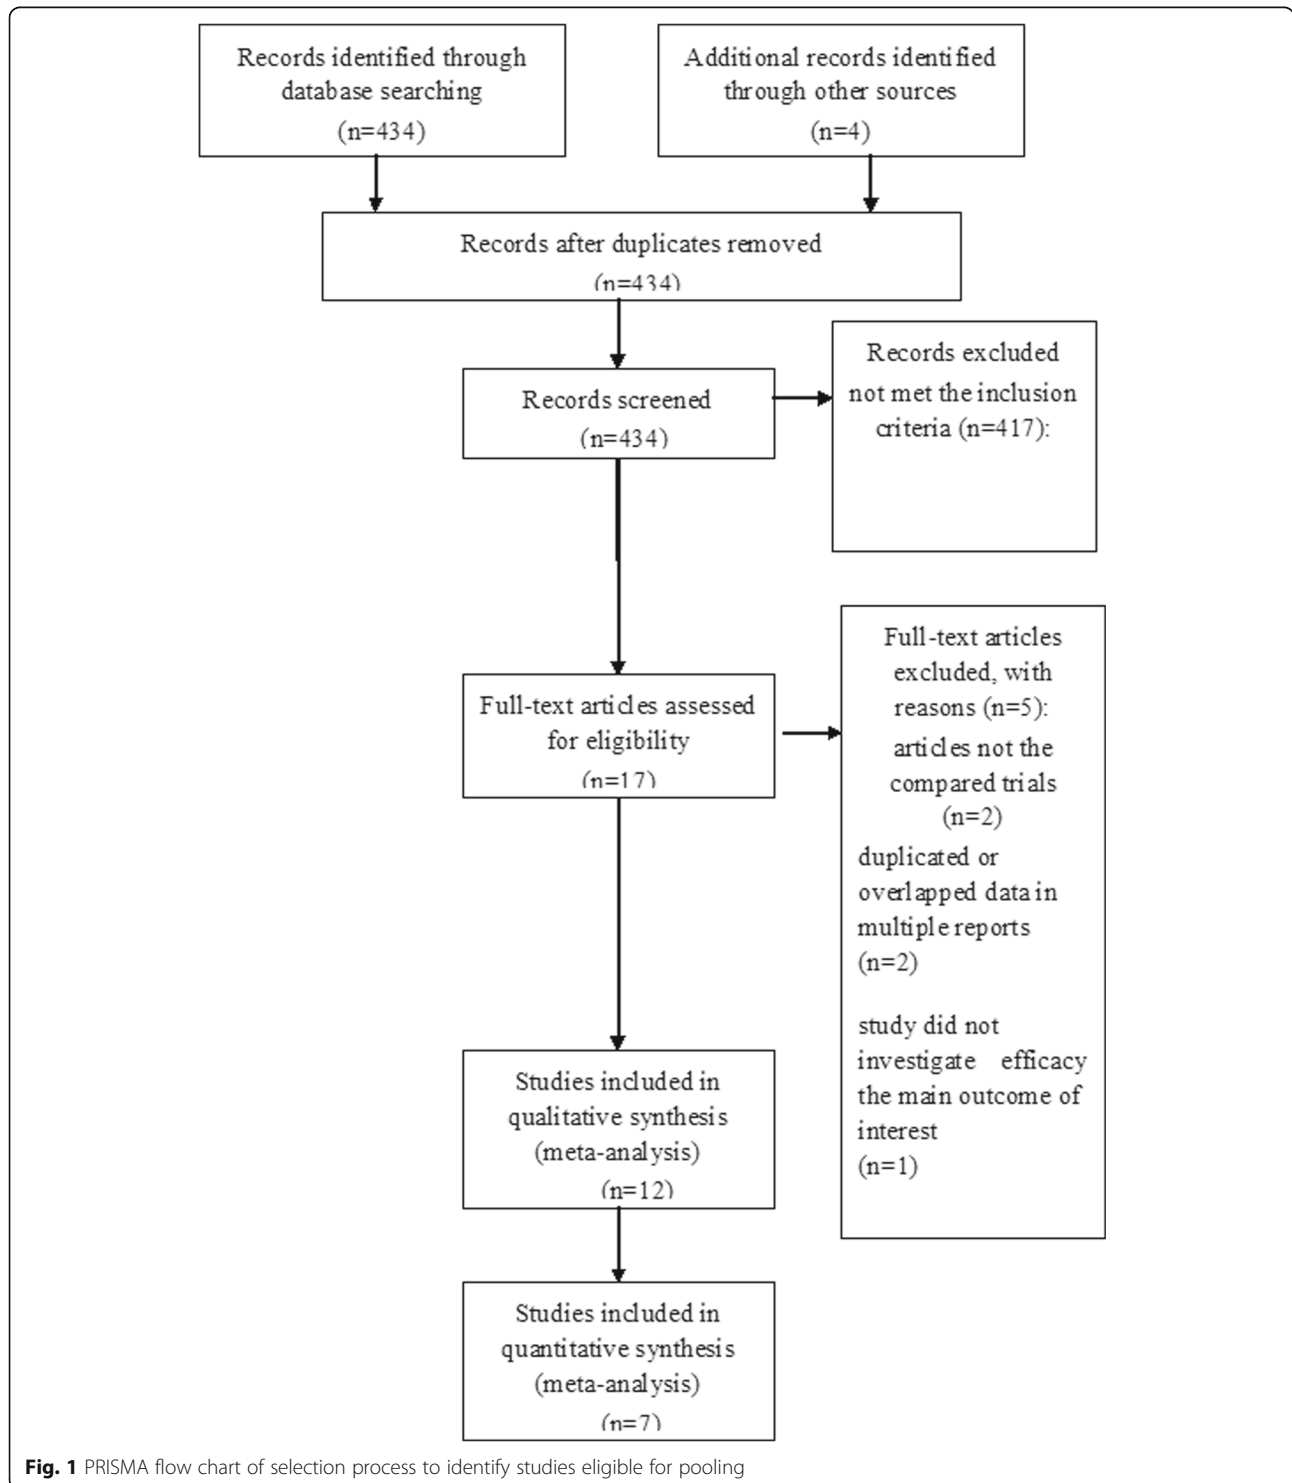 Records identified through
database searching
(n=434)
Additional records identified
through other sources
(n=4)
Records after duplicates removed
(n=434)
Records screened
(n=434)
Records excluded
not met the inclusion
criteria (n=417):
Full-text articles assessed
for eligibility
(n=17)
Full-text articles
excluded, with
reasons (n=5):
articles not the
compared trials
(n=2)
duplicated or
overlapped data in
multiple reports
(n=2)
study did not
investigate efficacy
the main outcome of
interest
(n=1)
Studies included in
qualitative synthesis
(meta-analysis)
(n=12)
Studies included in
quantitative synthesis
(meta-analysis)
(n=7)
Fig. 1 PRISMA flow chart of selection process to identify studies eligible for pooling